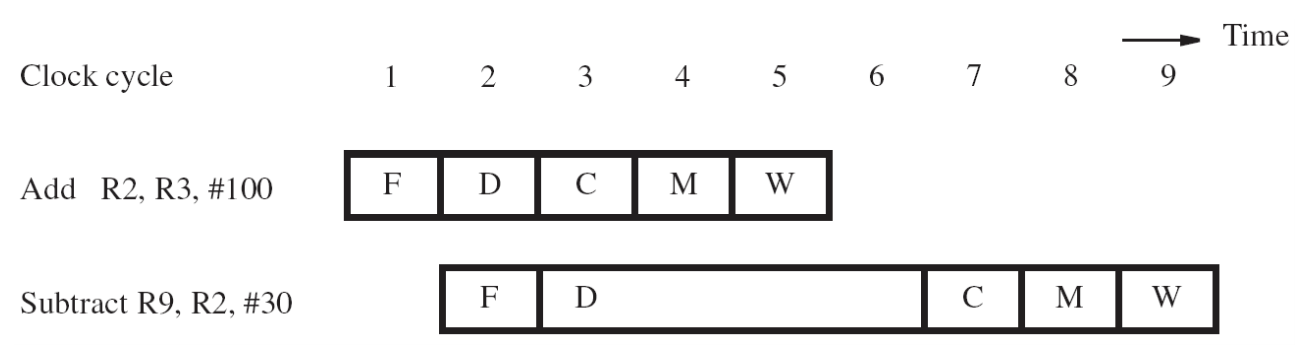 Time
Clock cycle 1 2 3 4 5 6 7 8 9
Add R2, R3, #100 F D C M W
Subtract R9, R2, #30 F D C M W